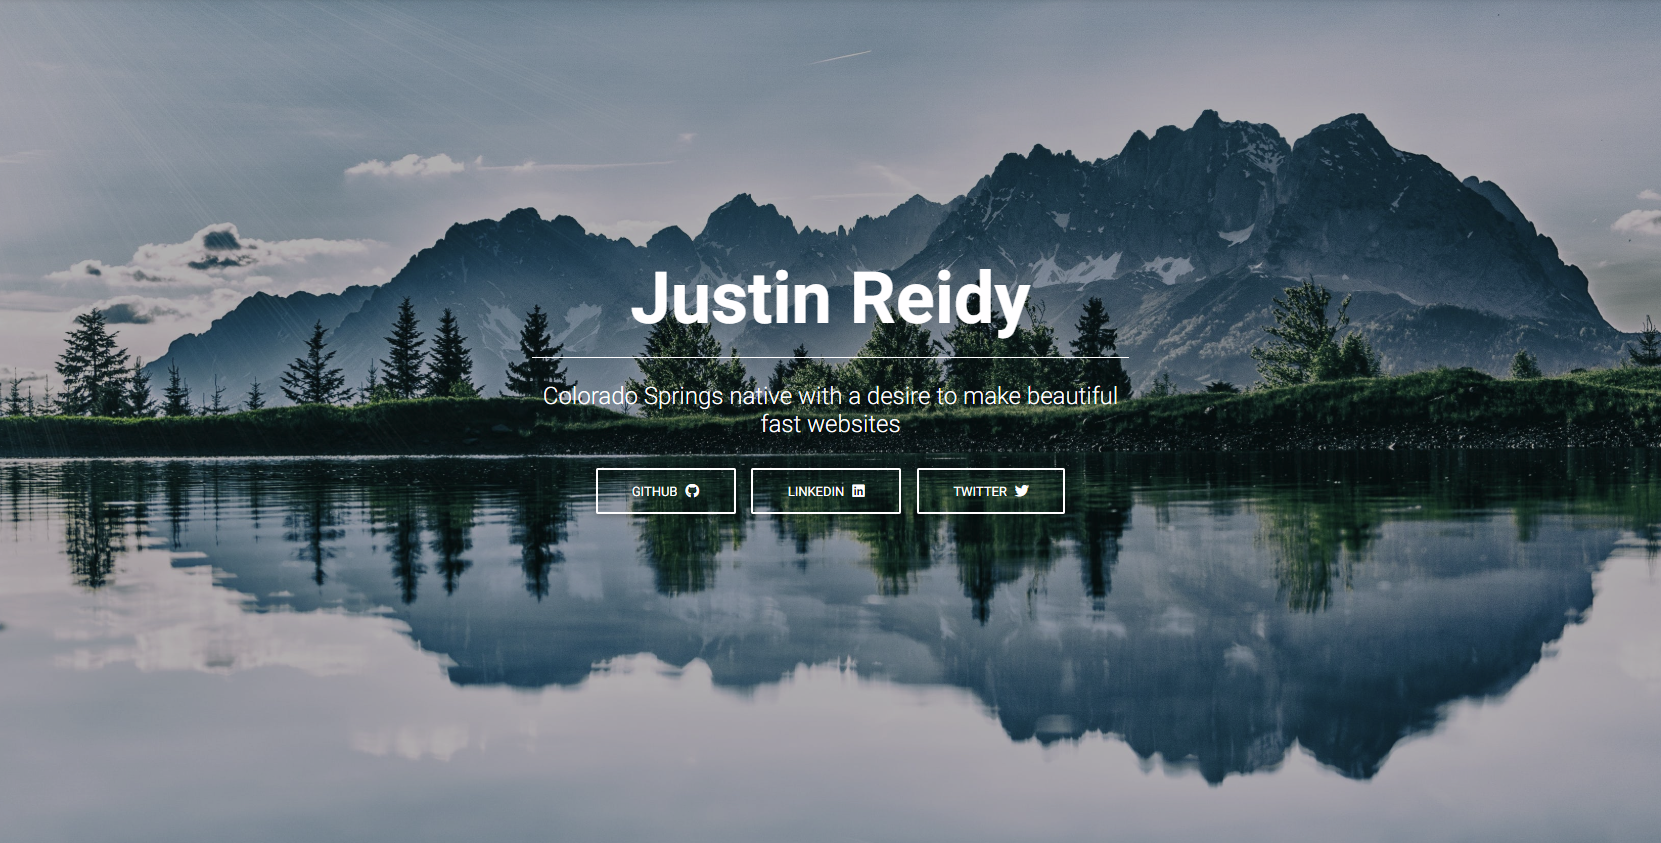 Justin Reidy
Colorado Springs native with a desire to make beautiful
fast websites
GITHUB
LINKEDIN
TWITTER